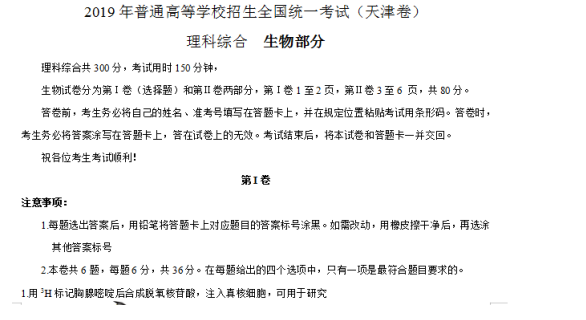 2019年普通高等学校招生全国统一考试（天津卷）
理科综合 生物部分
理科综合共300分，考试用时150分钟，
生物试卷分为第Ⅰ卷（选择题）和第Ⅱ卷两部分，第Ⅰ卷1至2页，第Ⅱ卷3至6 页，共80分。
答卷前，考生务必将自己的姓名、准考号填写在答题卡上，并在规定位置粘贴考试用条形码。答卷时，
考生务必将答案涂写在答题卡上，答在试卷上的无效。考试结束后，将本试卷和答题卡一并交回。
祝各位考生考试顺利!
第Ⅰ卷
注意事项：
1.每题选出答案后，用铅笔将答题卡上对应题目的答案标号涂黑。如需改动，用橡皮擦干净后，再选涂
其他答案标号
2.本卷共6题，每题6分，共36分。在每题给出的四个选项中，只有一项是最符合题目要求的。
1.用 ³H 标记胸腺嘧啶后合成脱氧核苷酸，注入真核细胞，可用于研究